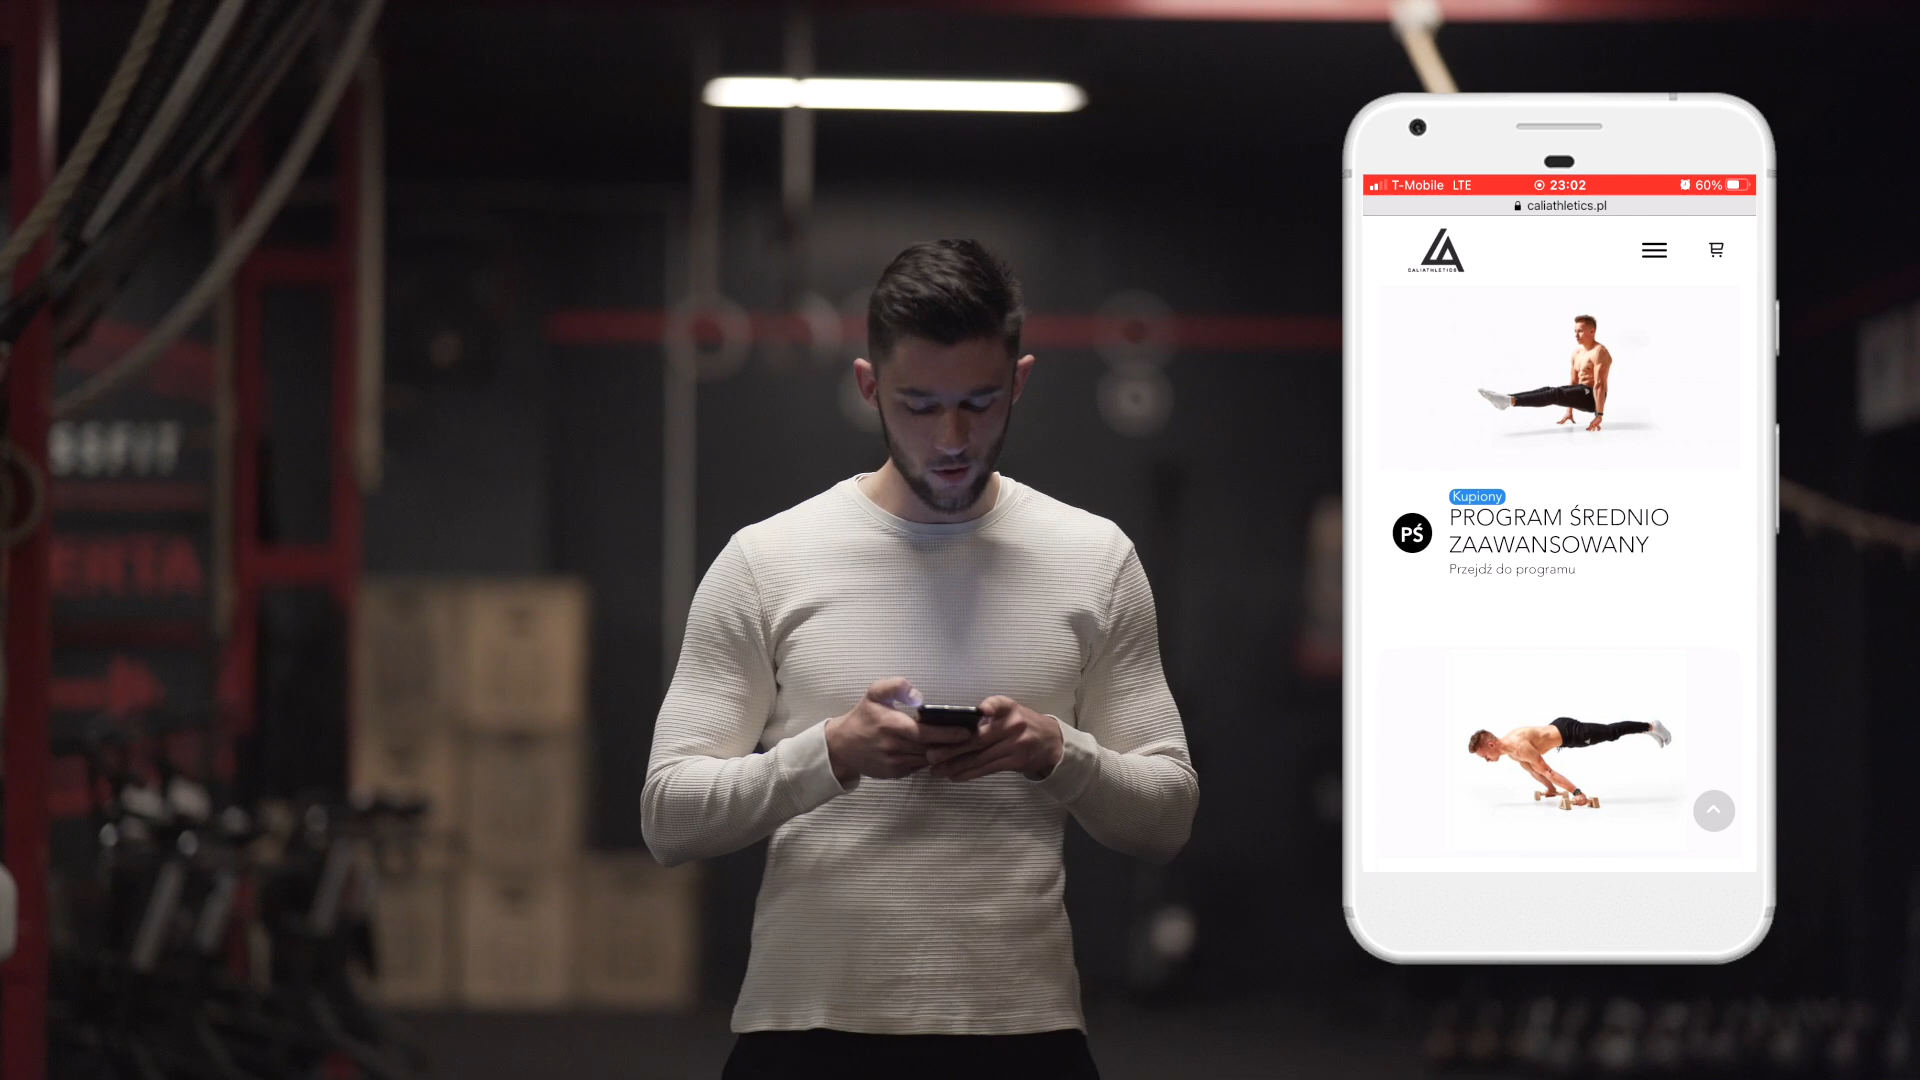 T-Mobile LTE 23:02 60%
caliathletics.pl
CALIATHLETICS
Kupiony
PŚ
PROGRAM ŚREDNIO
ZAAWANSOWANY
Przejdź do programu